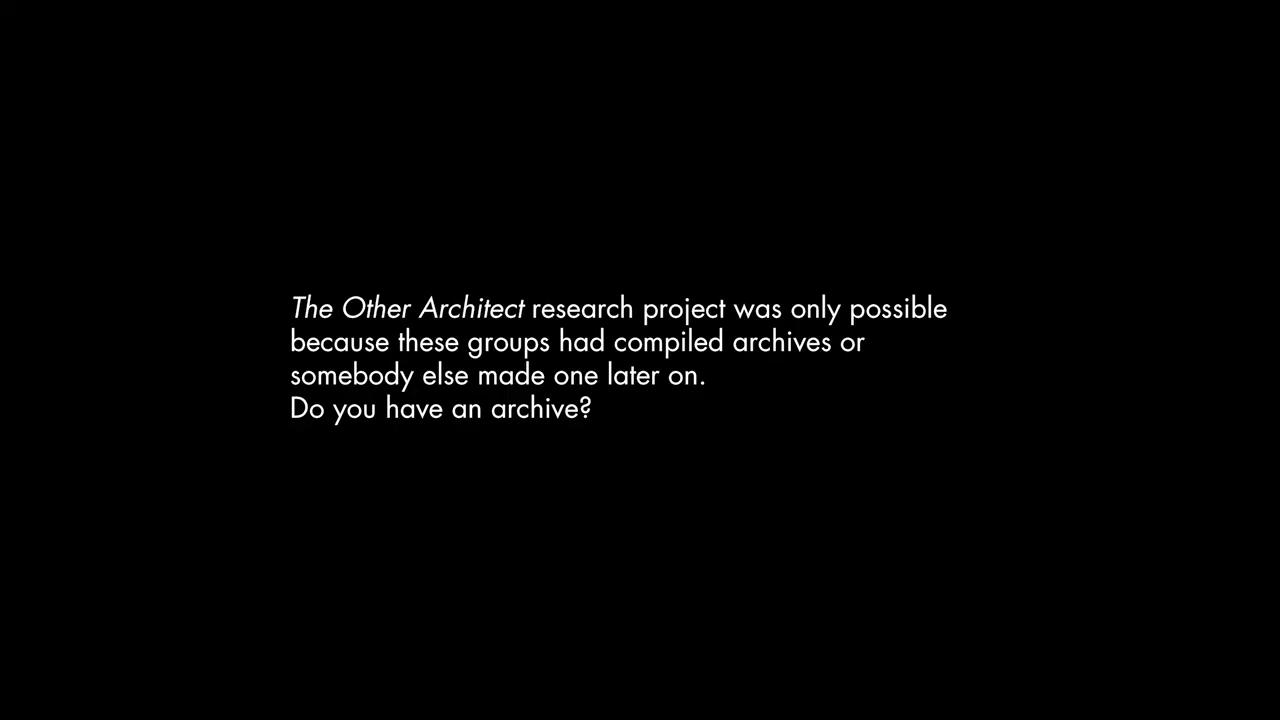 The Other Architect research project was only possible
because these groups had compiled archives or
somebody else made one later on.
Do you have an archive?